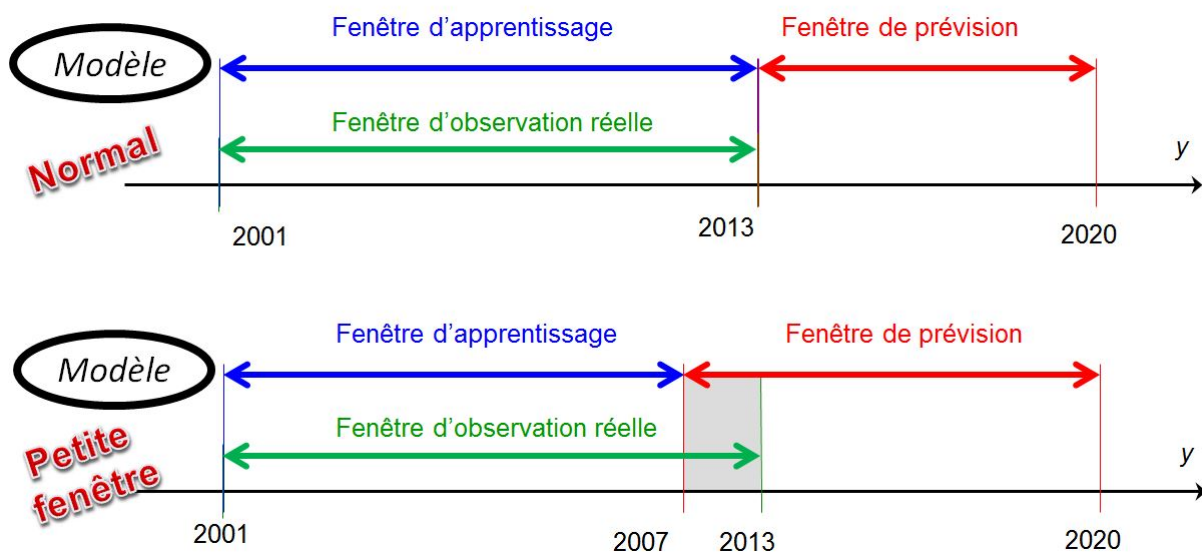 Fenêtre d'apprentissage
Fenêtre de prévision
Modèle
Fenêtre d'observation réelle
Normal
y
2001
2013
2020
Fenêtre d'apprentissage
Fenêtre de prévision
Modèle
Fenêtre d'observation réelle
Petite
fenêtre
y
2001
2007
2013
2020